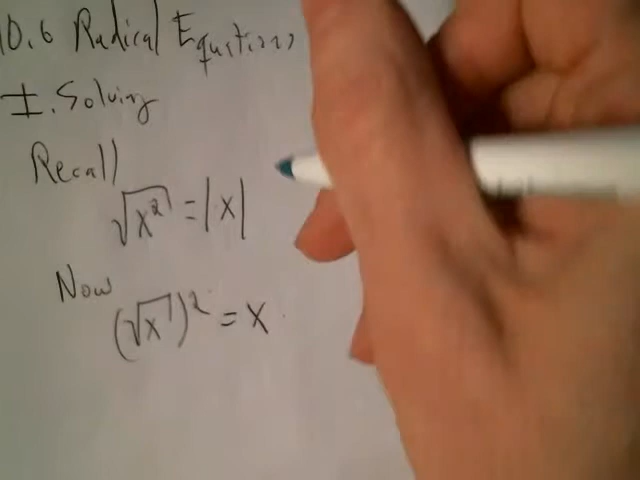 10.6 Radical Equations
I. Solving
Recall
√x² = |x|
Now
(√x)² = x